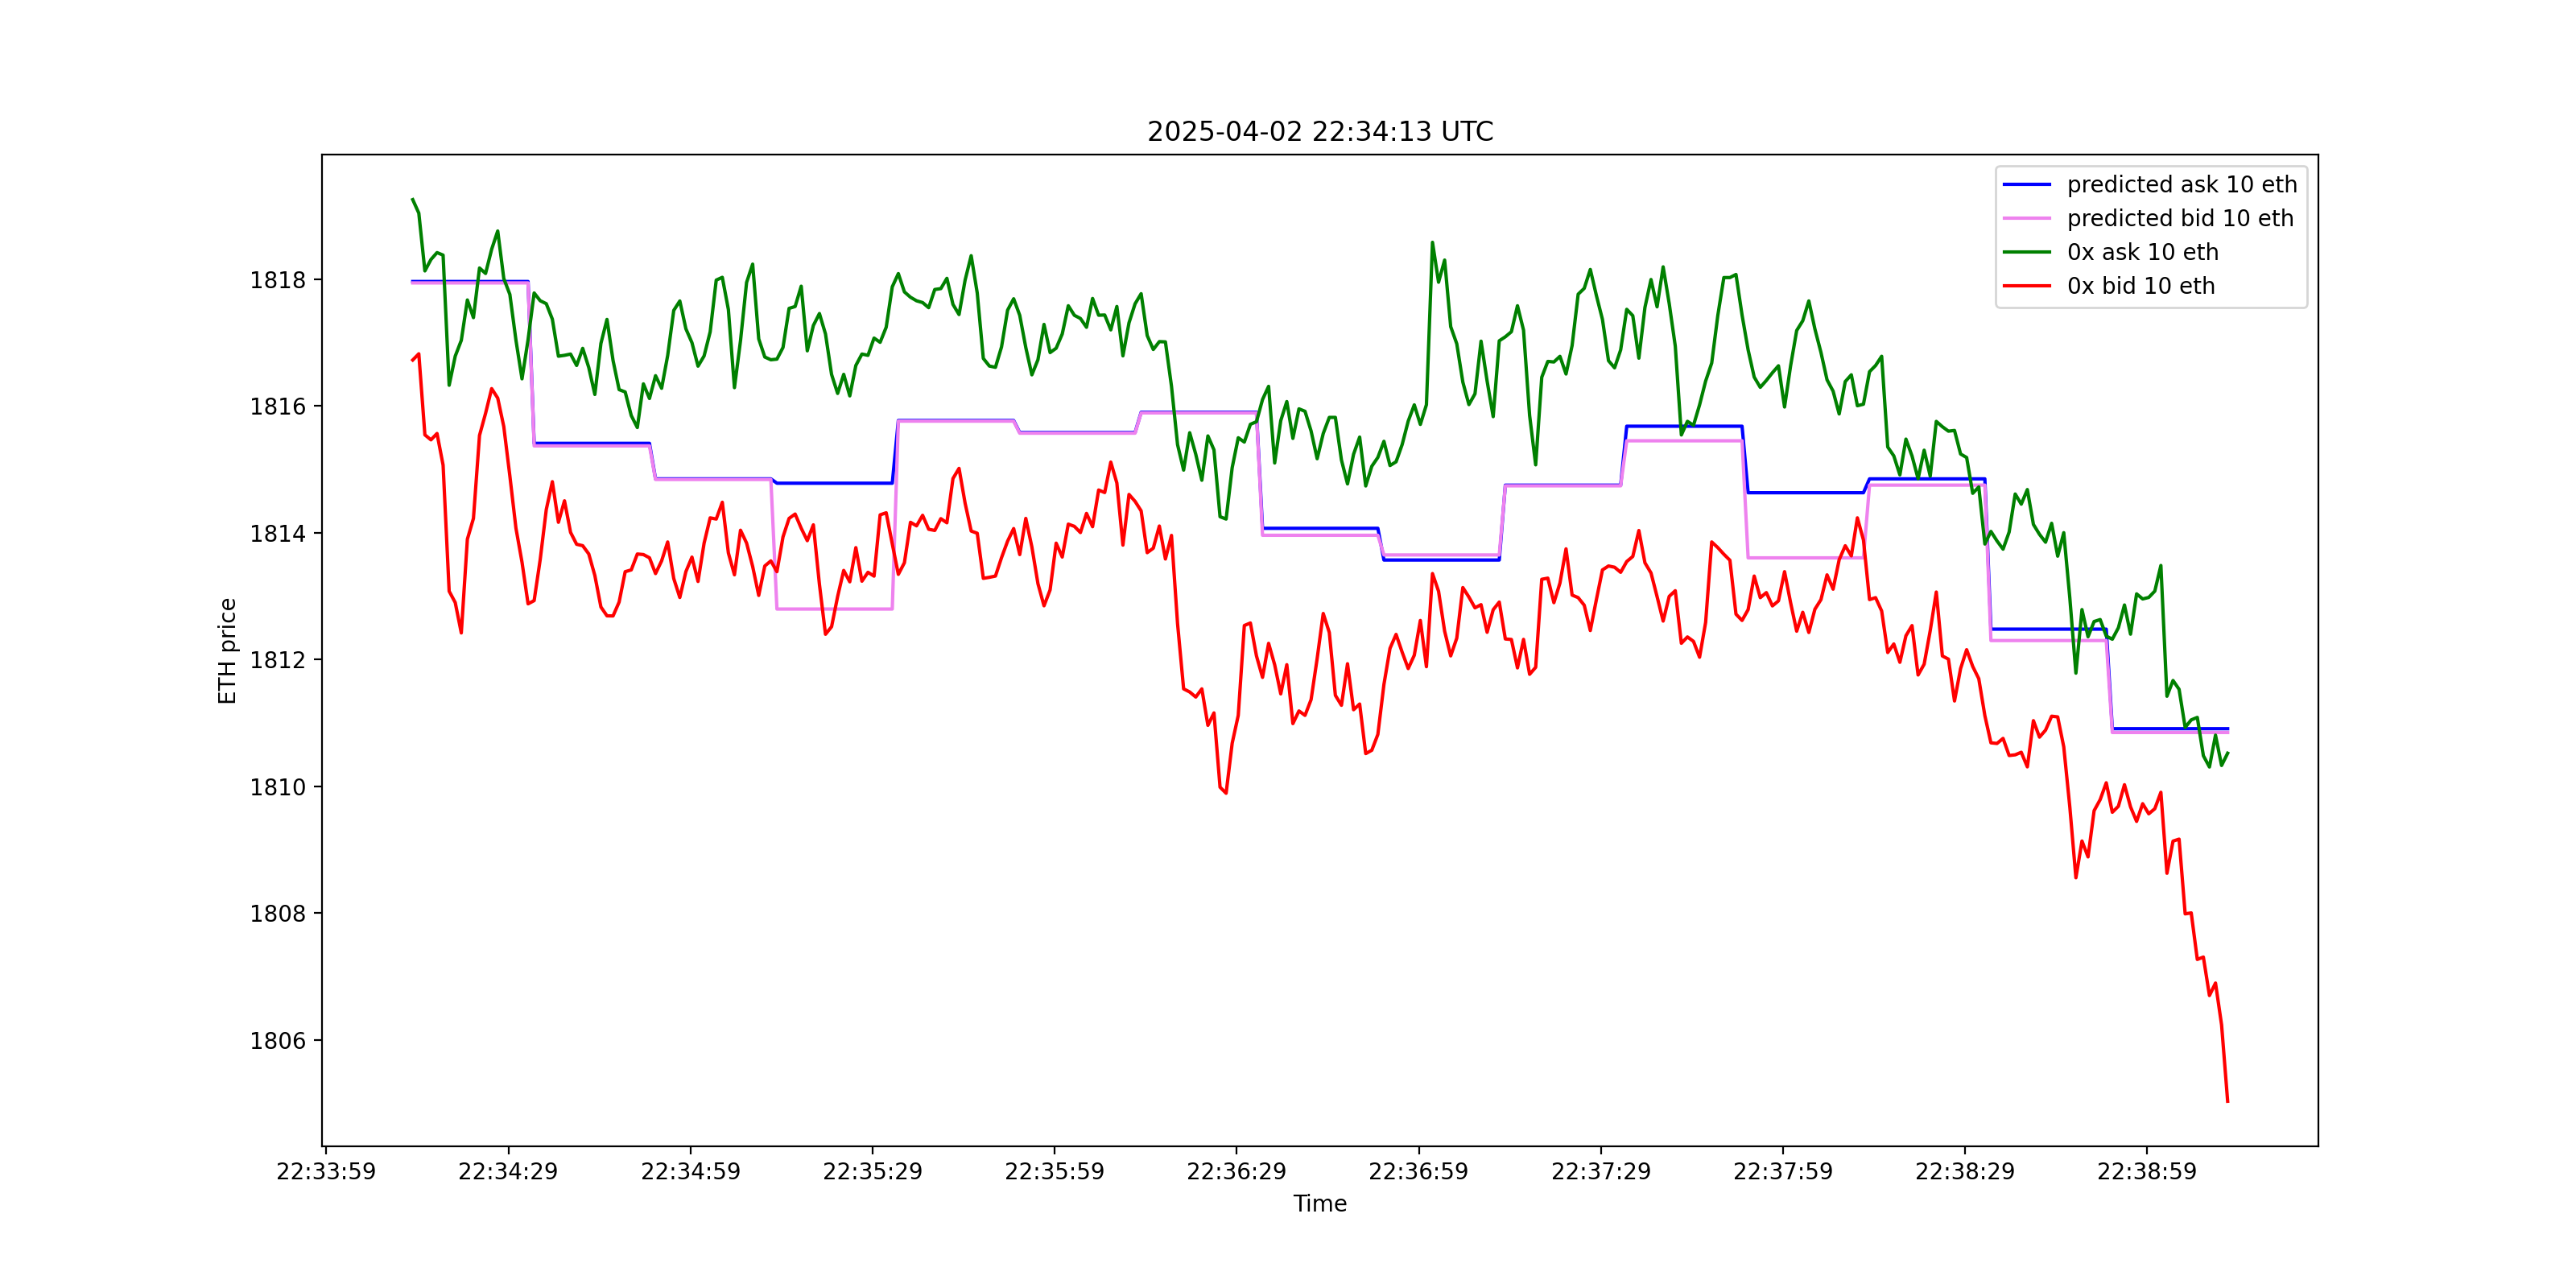 2025-04-02 22:34:13 UTC
predicted ask 10 eth
predicted bid 10 eth
0x ask 10 eth
0x bid 10 eth
ETH price
1818
1816
1814
1812
1810
1808
1806
22:33:59 22:34:29 22:34:59 22:35:29 22:35:59 22:36:29 22:36:59 22:37:29 22:37:59 22:38:29 22:38:59
Time